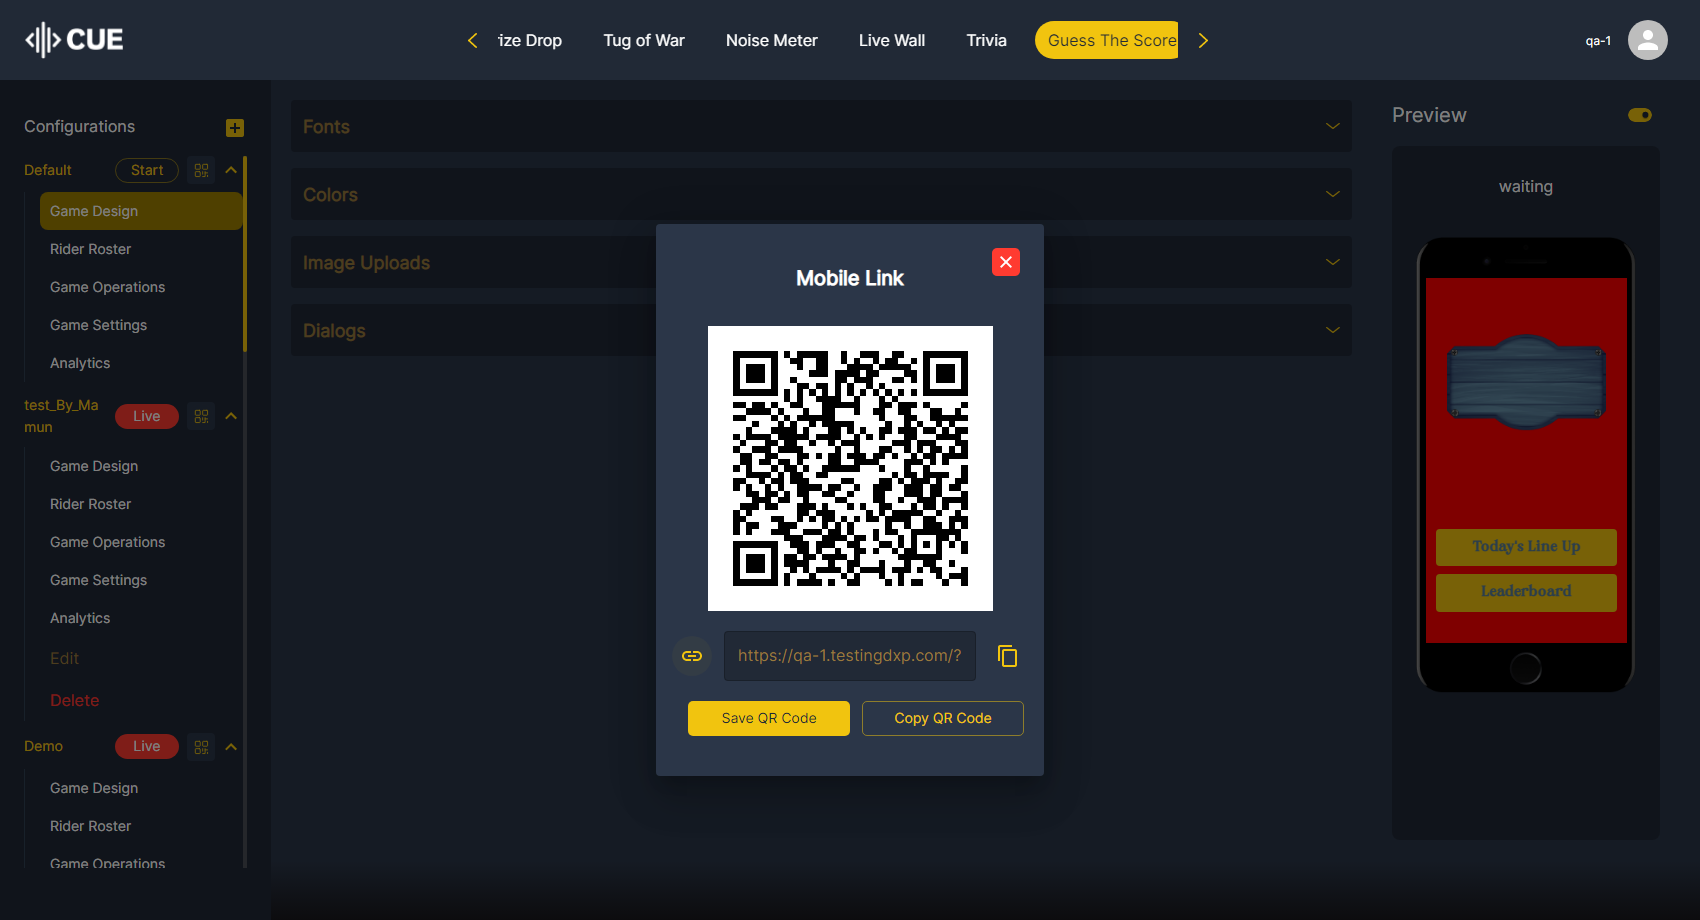 CUE
ize Drop
Tug of War
Noise Meter
Live Wall
Trivia
Guess The Score
qa-1
Configurations
Default
Start
Game Design
Rider Roster
Game Operations
Game Settings
Analytics
test_By_Ma
mun
Live
Game Design
Rider Roster
Game Operations
Game Settings
Analytics
Edit
Delete
Demo
Live
Game Design
Rider Roster
Game Operations
Fonts
Colors
Image Uploads
Dialogs
Mobile Link
https://qa-1.testingdxp.com/?
Save QR Code
Copy QR Code
Preview
waiting
Today's Line Up
Leaderboard